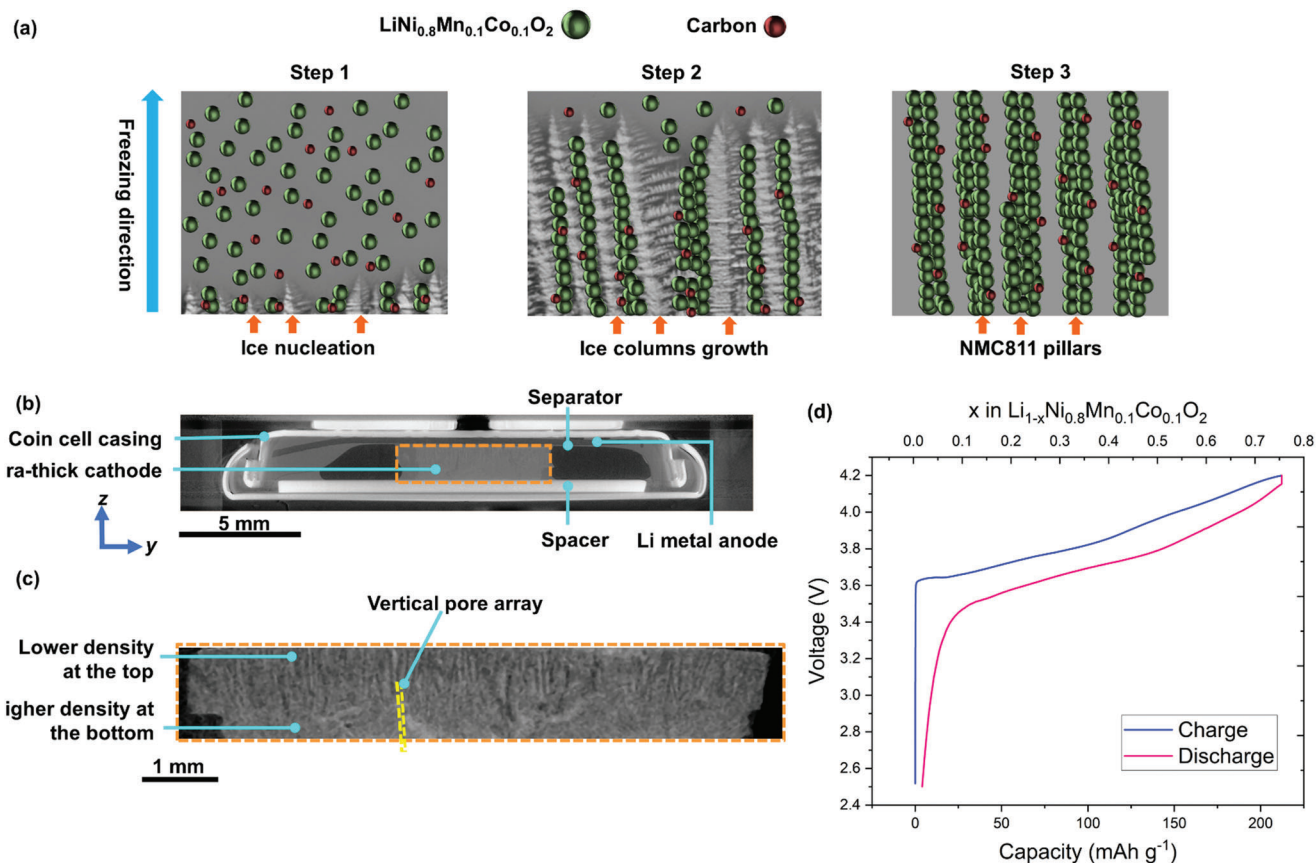 (a)
LiNi0.8Mn0.1Co0.1O2
Carbon
Step 1
Step 2
Step 3
Freezing direction
Ice nucleation
Ice columns growth
NMC811 pillars
(b)
Separator
Coin cell casing
ra-thick cathode
z
y
5 mm
Spacer
Li metal anode
(c)
Vertical pore array
Lower density
at the top
igher density at
the bottom
1 mm
(d)
x in Li1-xNi0.8Mn0.1Co0.1O2
0.0 0.1 0.2 0.3 0.4 0.5 0.6 0.7 0.8
Voltage (V)
4.2
4.0
3.8
3.6
3.4
3.2
3.0
2.8
2.6
2.4
Charge
Discharge
0 50 100 150 200
Capacity (mAh g-1)